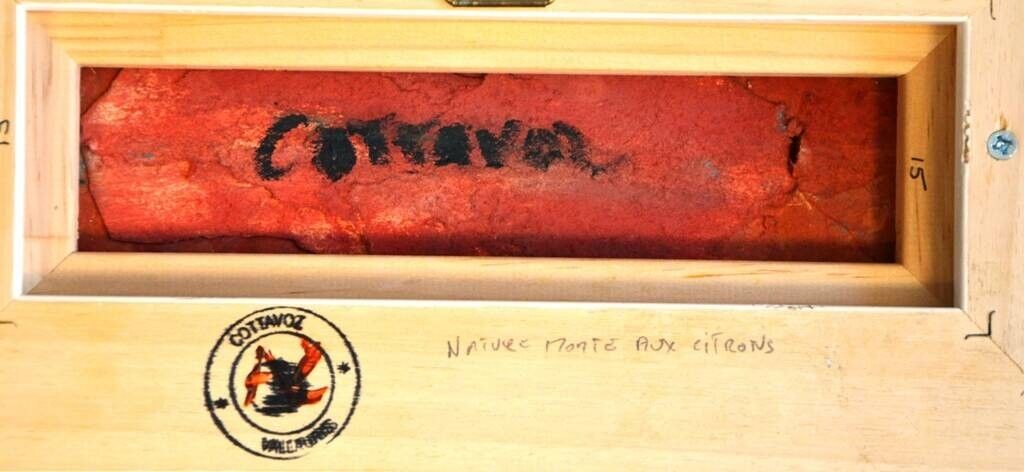 COTTAVOZ
15
COTTAVOZ
VALLAURIS
NATURE MORTE AUX CITRONS